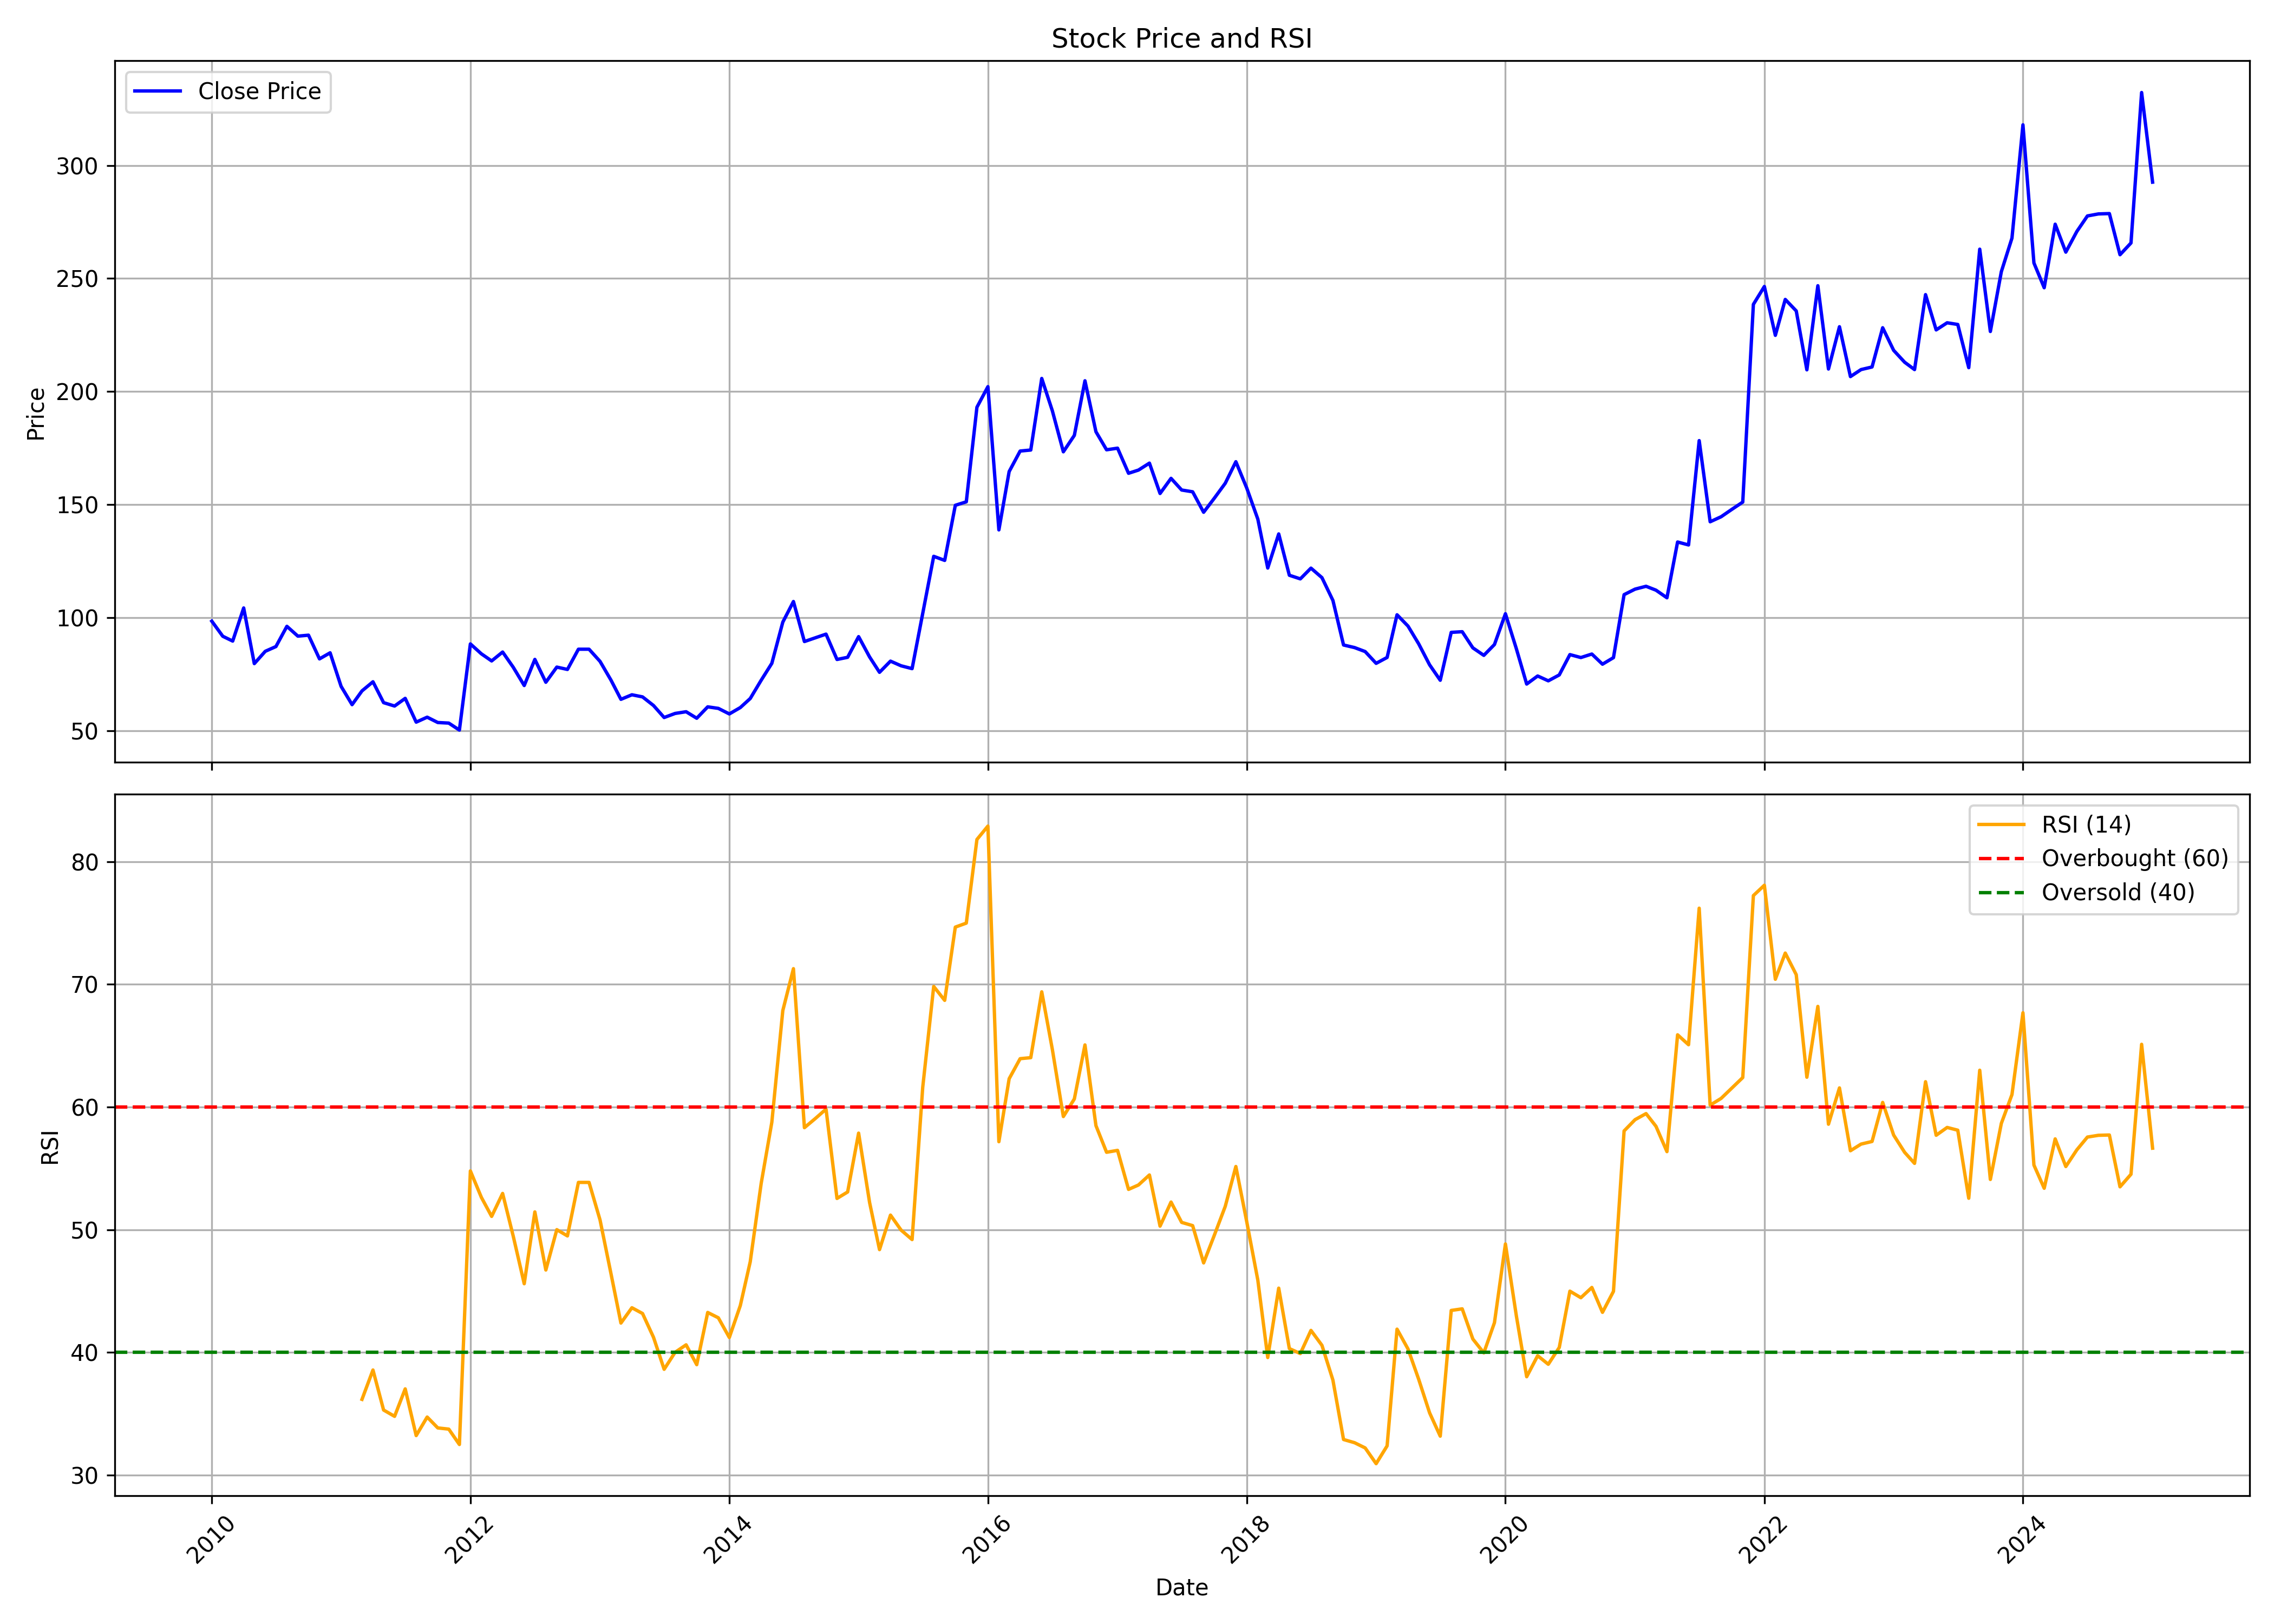 Stock Price and RSI
Close Price
300
250
200
150
100
50
Price
RSI (14)
Overbought (60)
Oversold (40)
80
70
60
50
40
30
RSI
2010
2012
2014
2016
2018
2020
2022
2024
Date